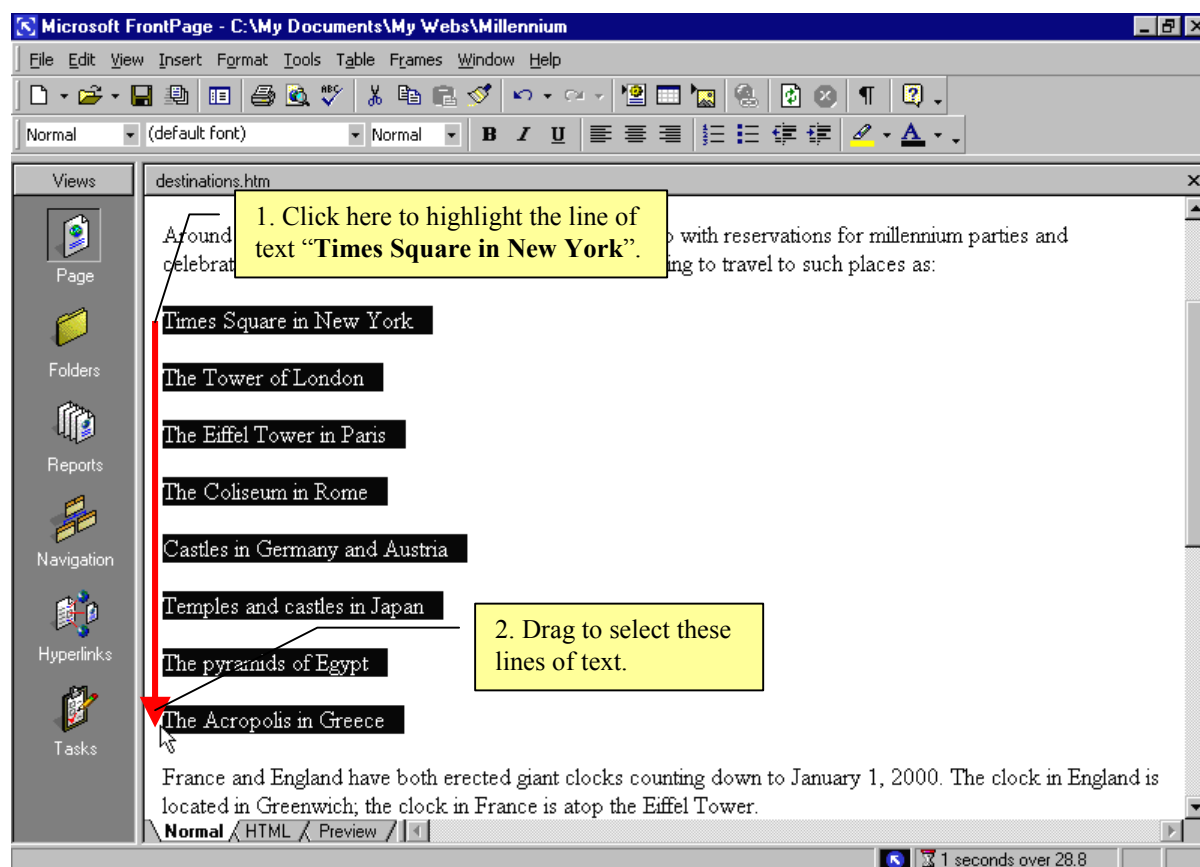 Microsoft FrontPage - C:\My Documents\My Webs\Millennium
File Edit View Insert Format Tools Table Frames Window Help
ABC
Normal (default font) Normal B I U A
Views
destinations.htm
1. Click here to highlight the line of
text “Times Square in New York”.
Around with reservations for millennium parties and
to travel to such places as:
Page
Times Square in New York
Folders
The Tower of London
The Eiffel Tower in Paris
Reports
The Coliseum in Rome
Castles in Germany and Austria
Navigation
Temples and castles in Japan
2. Drag to select these
lines of text.
Hyperlinks
The pyramids of Egypt
The Acropolis in Greece
Tasks
France and England have both erected giant clocks counting down to January 1, 2000. The clock in England is
located in Greenwich; the clock in France is atop the Eiffel Tower.
Normal HTML Preview
1 seconds over 28.8